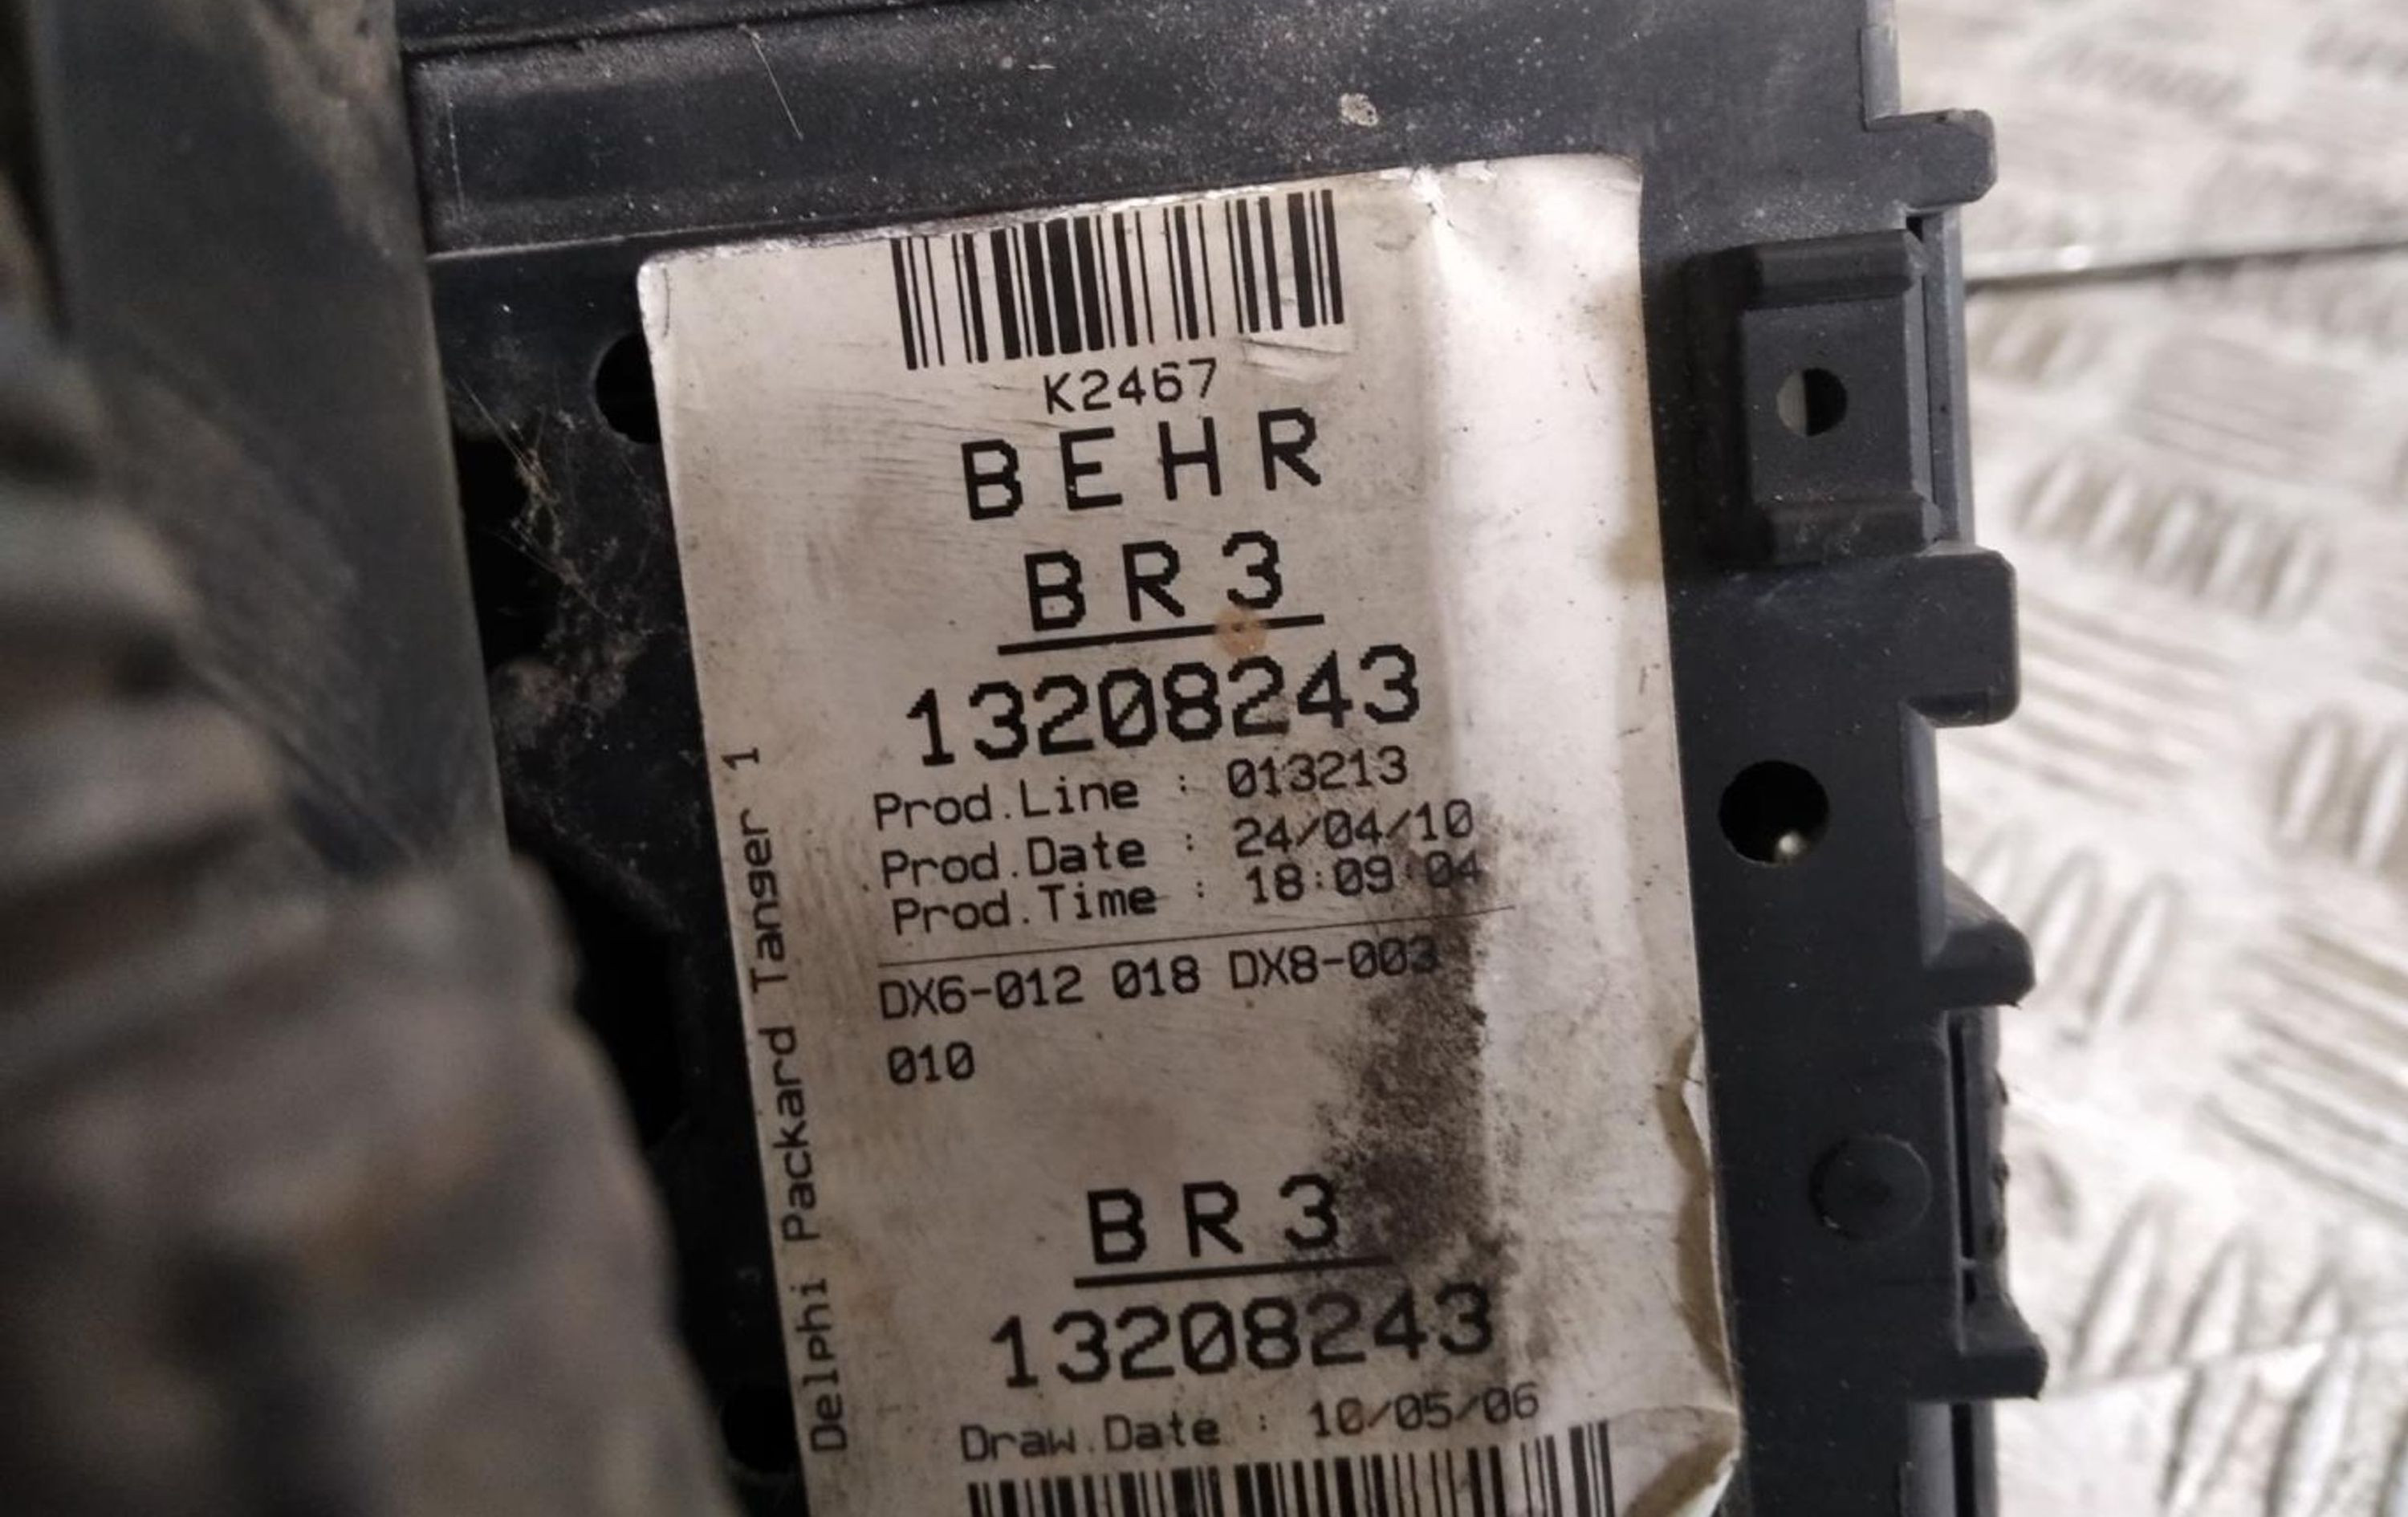 K2467
BEHR
BR3
13208243
Prod.Line : 013213
Prod.Date : 24/04/10
Prod.Time : 18:09:04
DX6-012 018 DX8-003
010
BR3
13208243
Draw.Date : 10/05/06
Delphi Packard Tanger 1